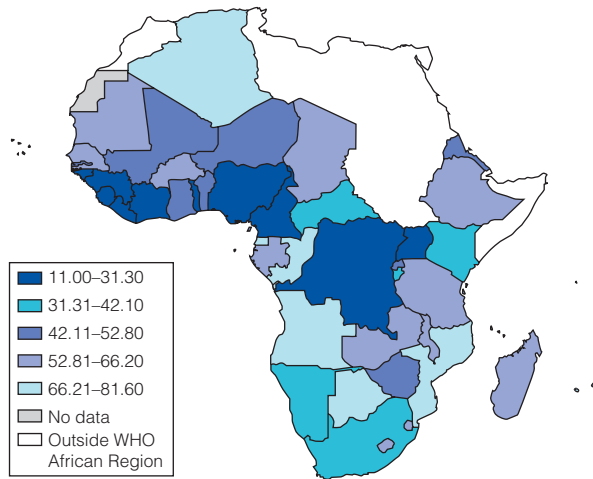 11.00–31.30
31.31–42.10
42.11–52.80
52.81–66.20
66.21–81.60
No data
Outside WHO
African Region